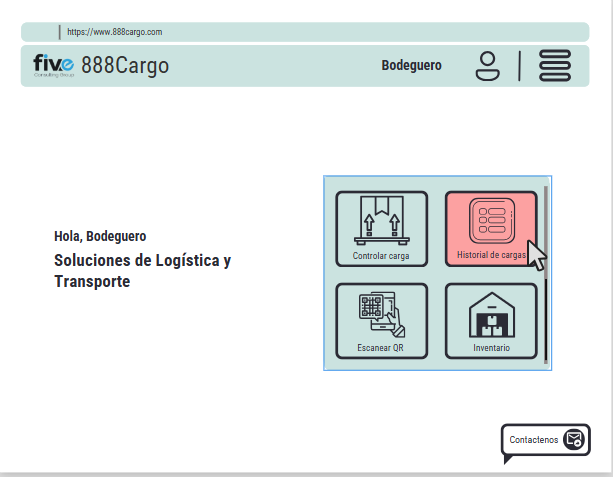 https://www.888cargo.com
five
Consulting Group
888Cargo
Bodeguero
Hola, Bodeguero
Soluciones de Logística y
Transporte
Controlar carga
Historial de cargas
Escanear QR
Inventario
Contactenos